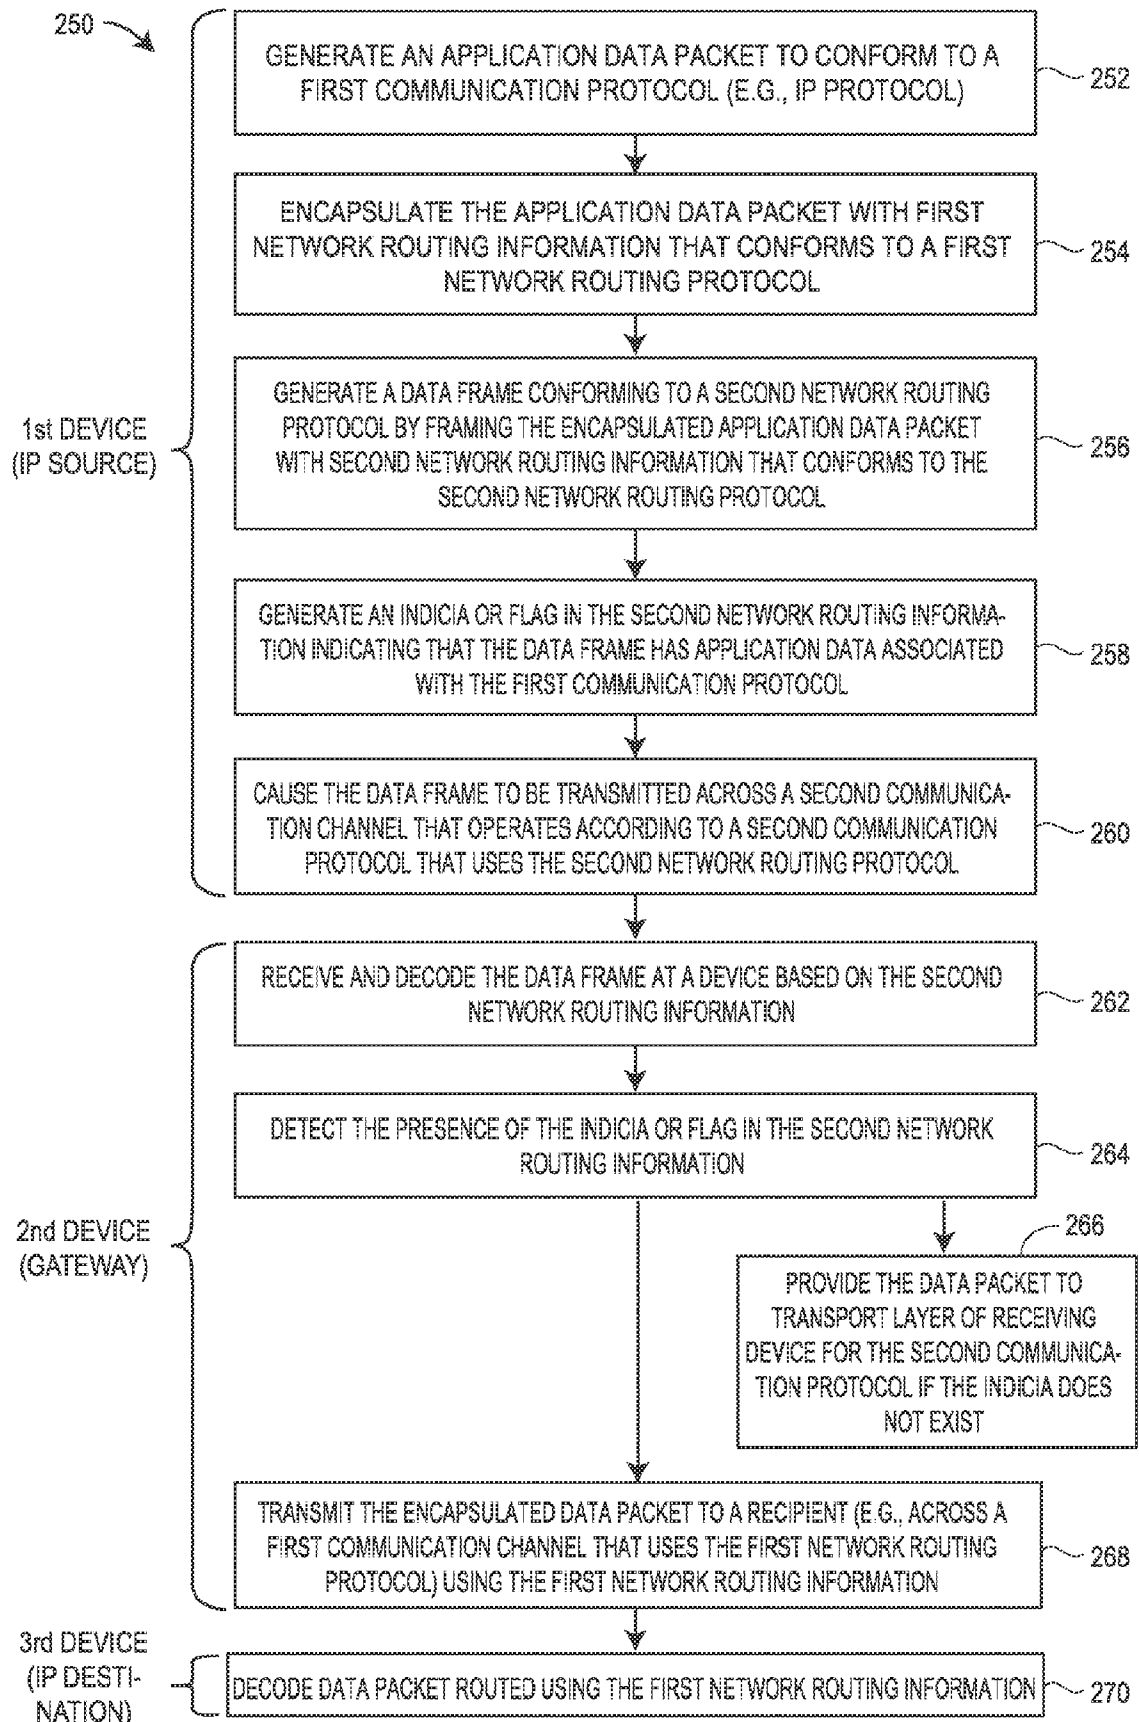 250
GENERATE AN APPLICATION DATA PACKET TO CONFORM TO A
FIRST COMMUNICATION PROTOCOL (E.G., IP PROTOCOL)
252
ENCAPSULATE THE APPLICATION DATA PACKET WITH FIRST
NETWORK ROUTING INFORMATION THAT CONFORMS TO A FIRST
NETWORK ROUTING PROTOCOL
254
1st DEVICE
(IP SOURCE)
GENERATE A DATA FRAME CONFORMING TO A SECOND NETWORK ROUTING
PROTOCOL BY FRAMING THE ENCAPSULATED APPLICATION DATA PACKET
WITH SECOND NETWORK ROUTING INFORMATION THAT CONFORMS TO THE
SECOND NETWORK ROUTING PROTOCOL
256
GENERATE AN INDICIA OR FLAG IN THE SECOND NETWORK ROUTING INFORMA-
TION INDICATING THAT THE DATA FRAME HAS APPLICATION DATA ASSOCIATED
WITH THE FIRST COMMUNICATION PROTOCOL
258
CAUSE THE DATA FRAME TO BE TRANSMITTED ACROSS A SECOND COMMUNICA-
TION CHANNEL THAT OPERATES ACCORDING TO A SECOND COMMUNICATION
PROTOCOL THAT USES THE SECOND NETWORK ROUTING PROTOCOL
260
RECEIVE AND DECODE THE DATA FRAME AT A DEVICE BASED ON THE SECOND
NETWORK ROUTING INFORMATION
262
DETECT THE PRESENCE OF THE INDICIA OR FLAG IN THE SECOND NETWORK
ROUTING INFORMATION
264
2nd DEVICE
(GATEWAY)
266
PROVIDE THE DATA PACKET TO
TRANSPORT LAYER OF RECEIVING
DEVICE FOR THE SECOND COMMUNICA-
TION PROTOCOL IF THE INDICIA DOES
NOT EXIST
TRANSMIT THE ENCAPSULATED DATA PACKET TO A RECIPIENT (E.G., ACROSS A
FIRST COMMUNICATION CHANNEL THAT USES THE FIRST NETWORK ROUTING
PROTOCOL) USING THE FIRST NETWORK ROUTING INFORMATION
268
3rd DEVICE
(IP DESTI-
NATION)
DECODE DATA PACKET ROUTED USING THE FIRST NETWORK ROUTING INFORMATION
270